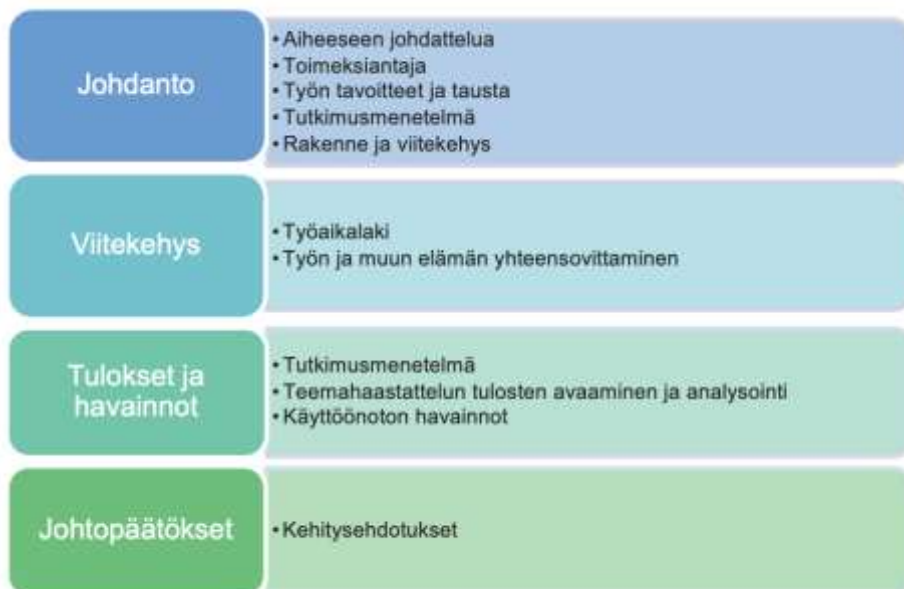 Johdanto
• Aiheeseen johdattelua
• Toimeksiantaja
• Työn tavoitteet ja tausta
• Tutkimusmenetelmä
• Rakenne ja viitekehys
Viitekehys
• Työaikalaki
• Työn ja muun elämän yhteensovittaminen
Tulokset ja
havainnot
• Tutkimusmenetelmä
• Teemahaastattelun tulosten avaaminen ja analysointi
• Käyttöönoton havainnot
Johtopäätökset
• Kehitysehdotukset